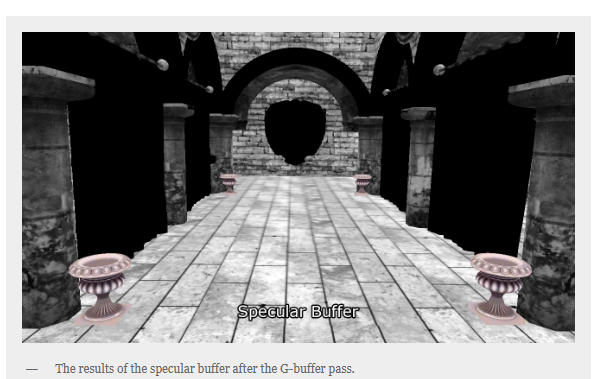 Specular Buffer
— The results of the specular buffer after the G-buffer pass.